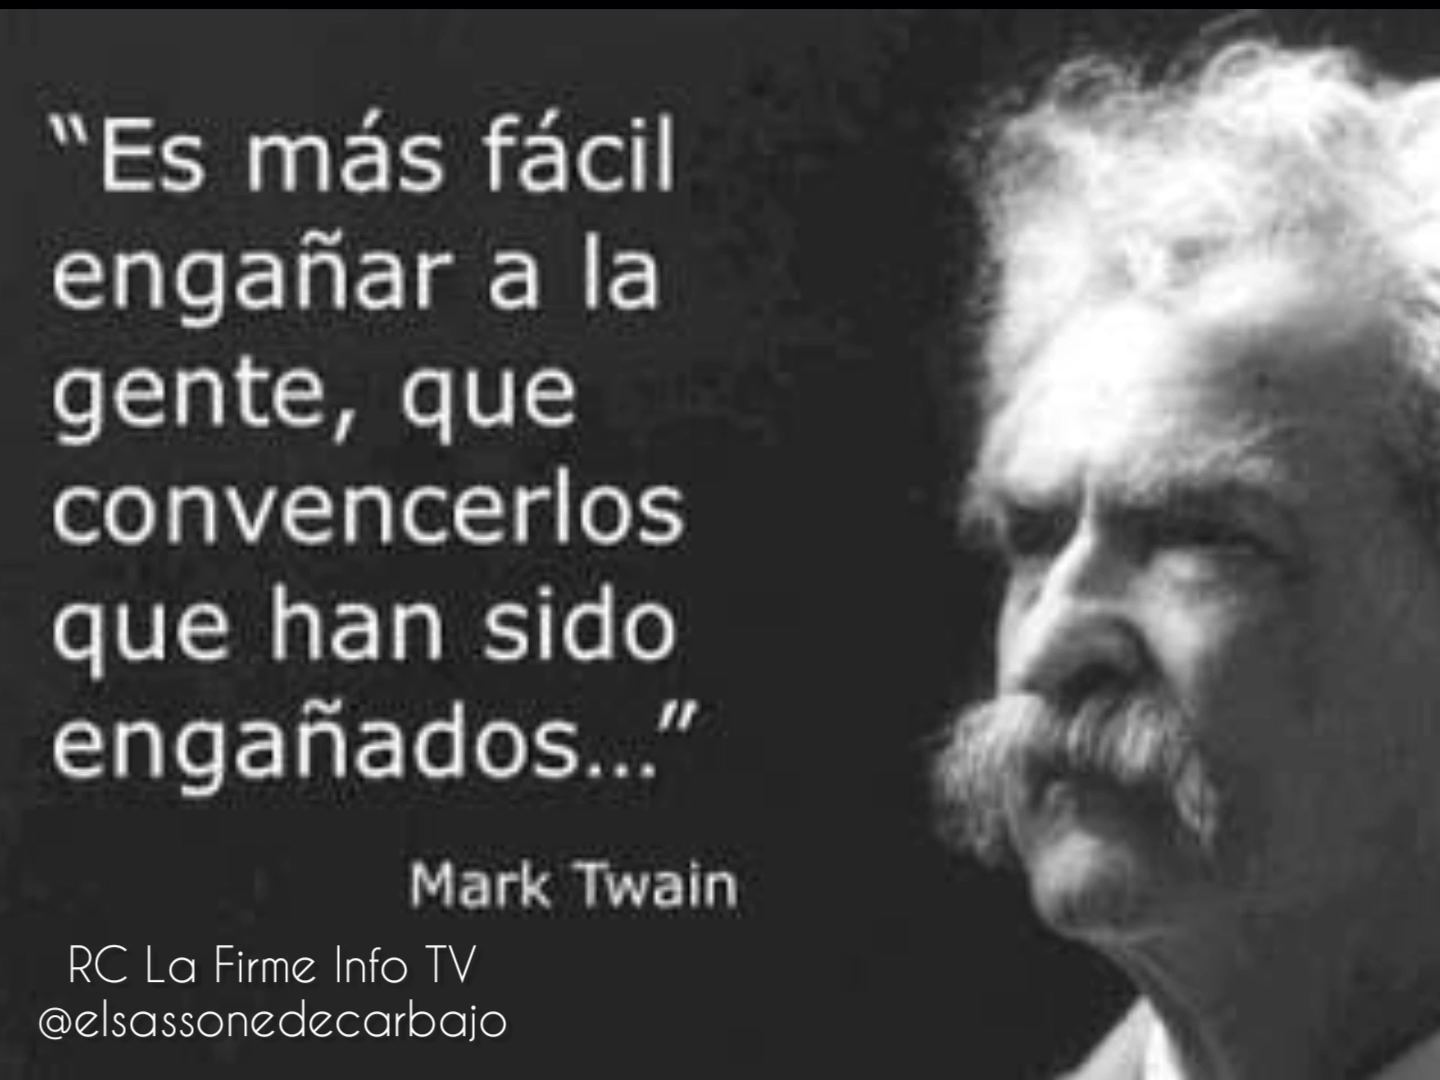 “Es más fácil
engañar a la
gente, que
convencerlos
que han sido
engañados...”
Mark Twain
RC La Firme Info TV
@elsassonedecarbajo